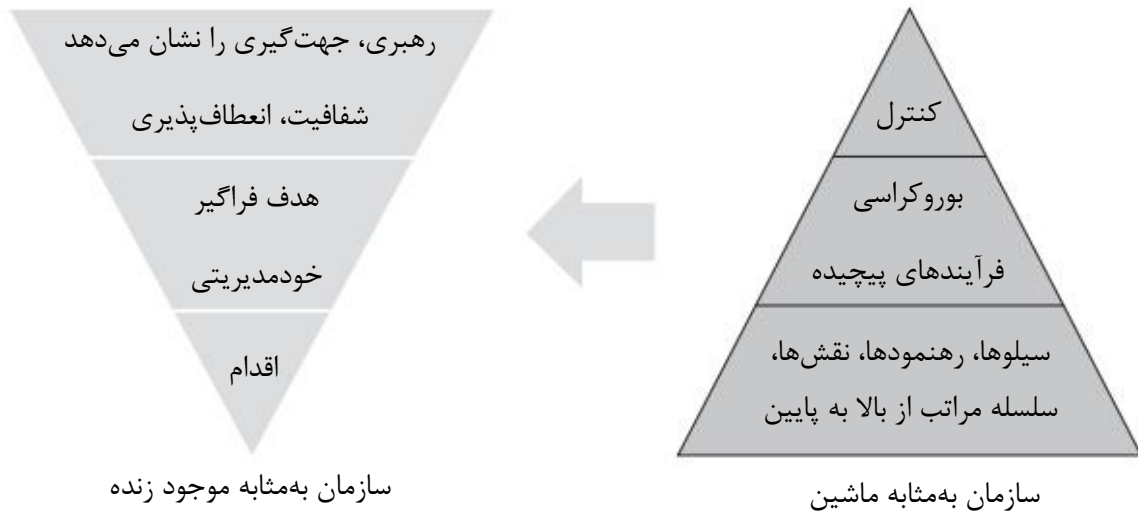 کنترل
بوروکراسی
فرآیندهای پیچیده
سیلوها، رهنمودها، نقش‌ها،
سلسله مراتب از بالا به پایین
سازمان به‌مثابه ماشین
رهبری، جهت‌گیری را نشان می‌دهد
شفافیت، انعطاف‌پذیری
هدف فراگیر
خودمدیریتی
اقدام
سازمان به‌مثابه موجود زنده